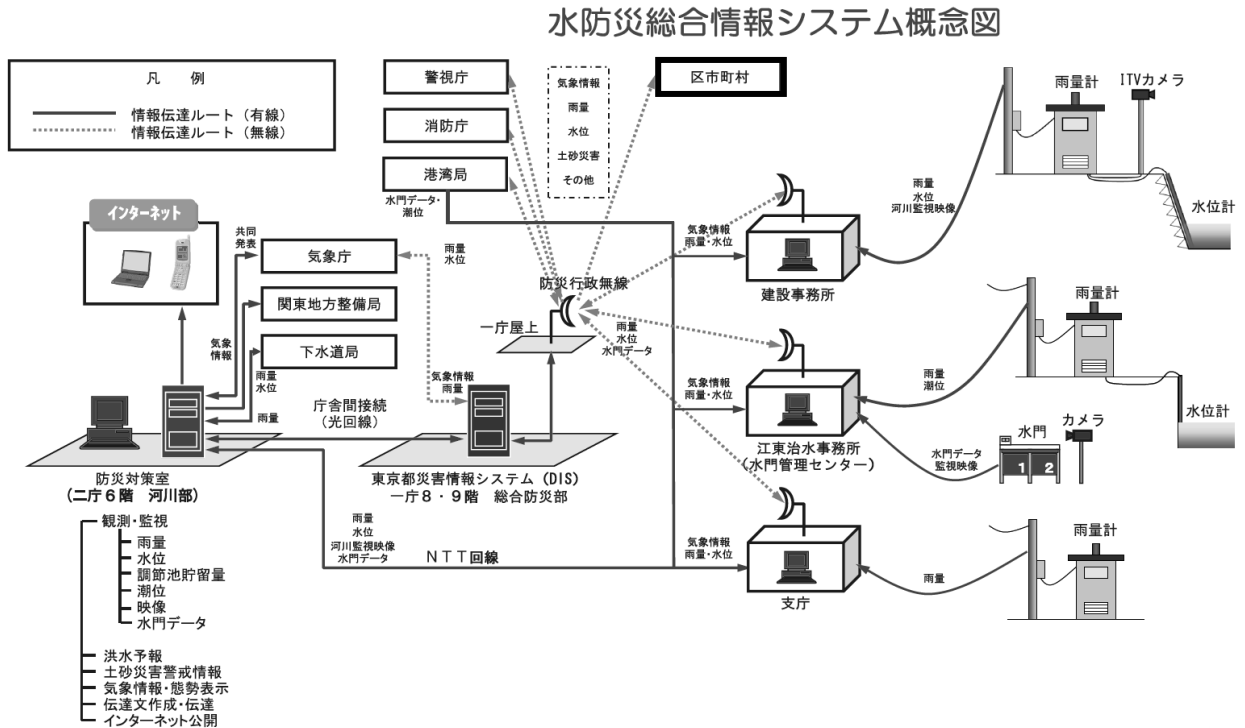 水防災総合情報システム概念図
凡　例
情報伝達ルート（有線）
情報伝達ルート（無線）
警視庁
消防庁
港湾局
水門データ・
潮位
気象情報
雨量
水位
土砂災害
その他
区市町村
雨量計
ITVカメラ
水位計
雨量
水位
河川監視映像
インターネット
共同
発表
気象庁
関東地方整備局
下水道局
雨量
水位
気象
情報
雨量
水位
雨量
気象情報
雨量
防災行政無線
一庁屋上
雨量
水位
水門データ
気象情報
雨量・水位
建設事務所
気象情報
雨量・水位
江東治水事務所
（水門管理センター）
雨量
潮位
雨量計
水位計
水門
カメラ
1 2
水門データ
監視映像
庁舎間接続
（光回線）
防災対策室
（二庁６階　河川部）
東京都災害情報システム（DIS）
一庁８・９階　総合防災部
雨量
水位
河川監視映像
水門データ
ＮＴＴ回線
気象情報
雨量・水位
支庁
雨量
雨量計
観測・監視
雨量
水位
調節池貯留量
潮位
映像
水門データ
洪水予報
土砂災害警戒情報
気象情報・態勢表示
伝達文作成・伝達
インターネット公開